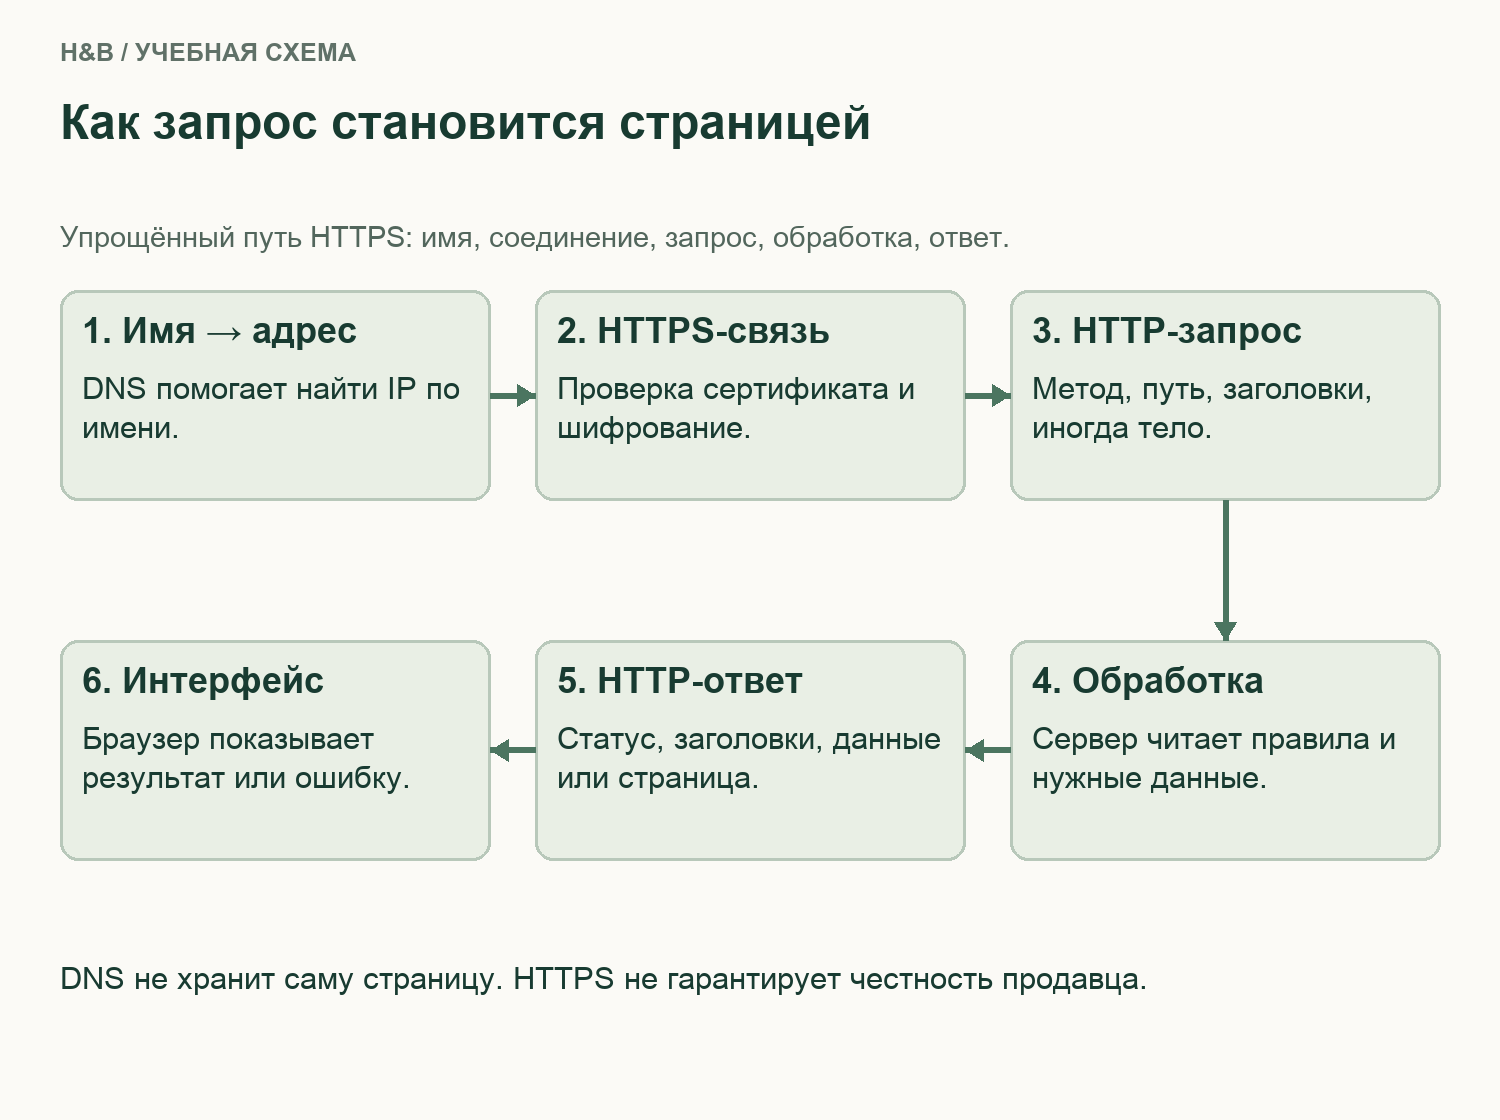 H&B / УЧЕБНАЯ СХЕМА
Как запрос становится страницей
Упрощённый путь HTTPS: имя, соединение, запрос, обработка, ответ.
1. Имя → адрес
DNS помогает найти IP по
имени.
2. HTTPS-связь
Проверка сертификата и
шифрование.
3. HTTP-запрос
Метод, путь, заголовки,
иногда тело.
4. Обработка
Сервер читает правила и
нужные данные.
5. HTTP-ответ
Статус, заголовки, данные
или страница.
6. Интерфейс
Браузер показывает
результат или ошибку.
DNS не хранит саму страницу. HTTPS не гарантирует честность продавца.